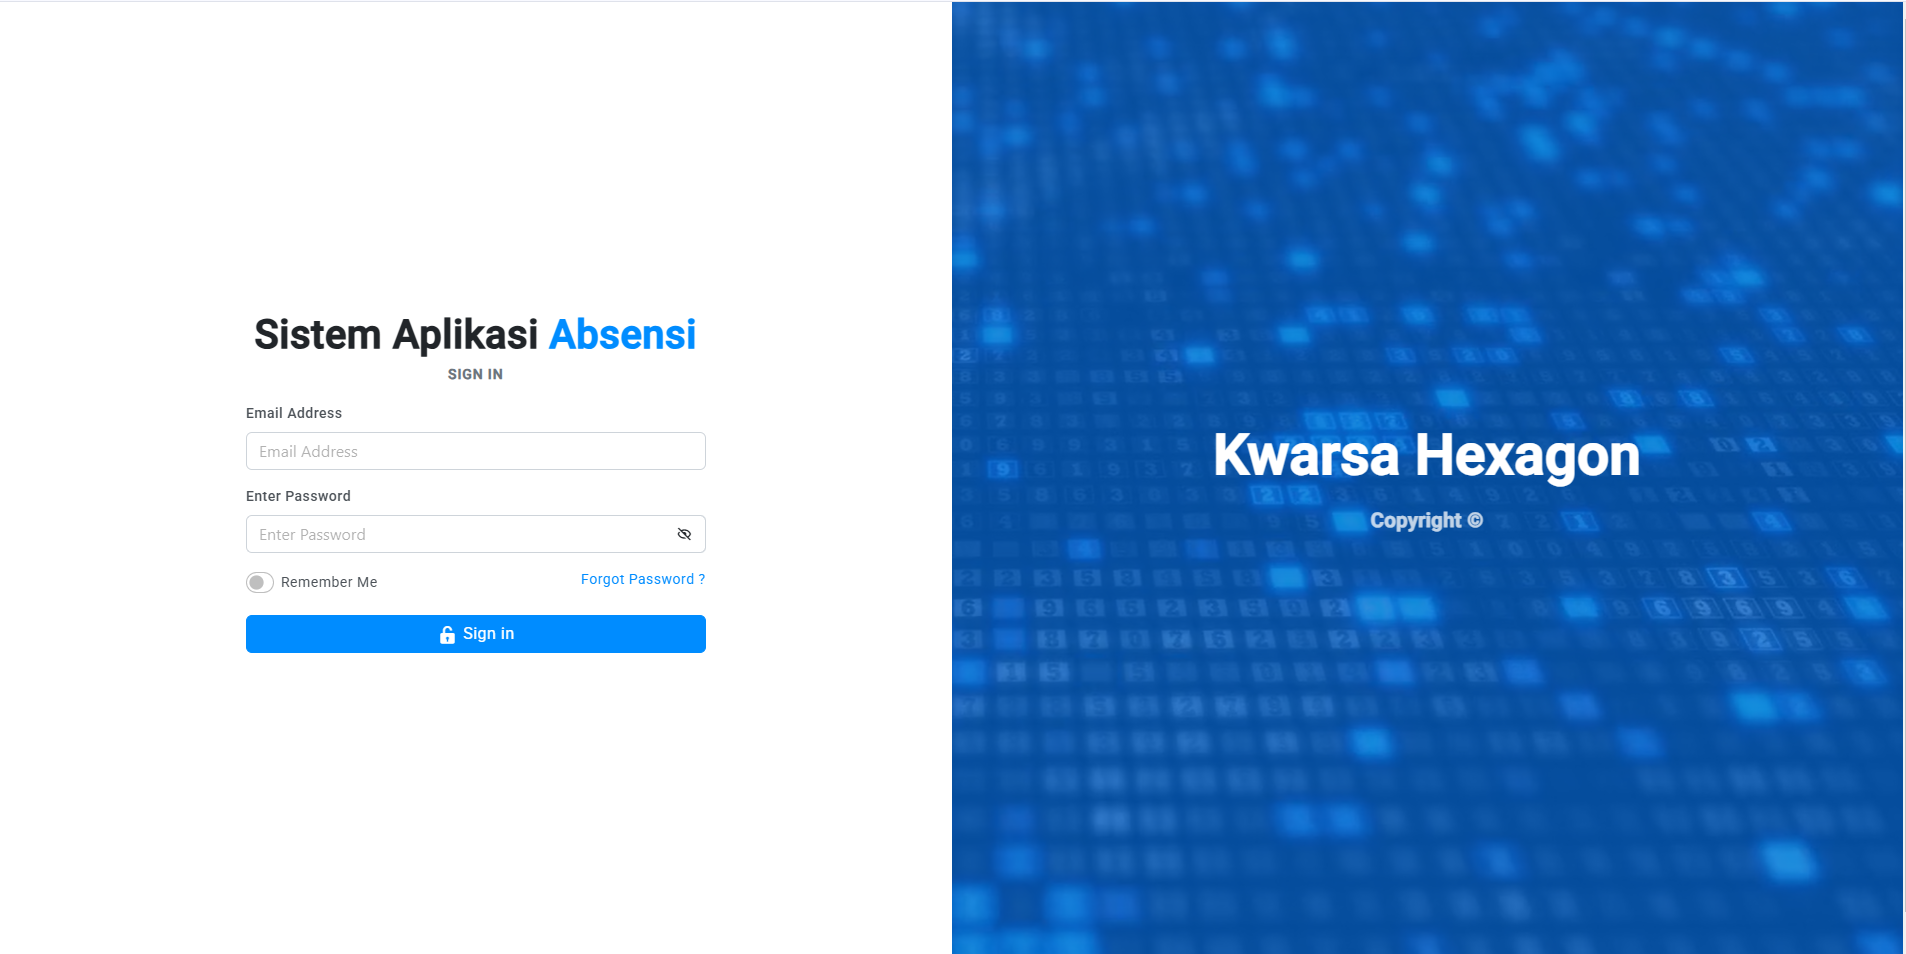 Sistem Aplikasi Absensi
SIGN IN
Email Address
Email Address
Enter Password
Enter Password
Remember Me
Forgot Password ?
Sign in
Kwarsa Hexagon
Copyright ©